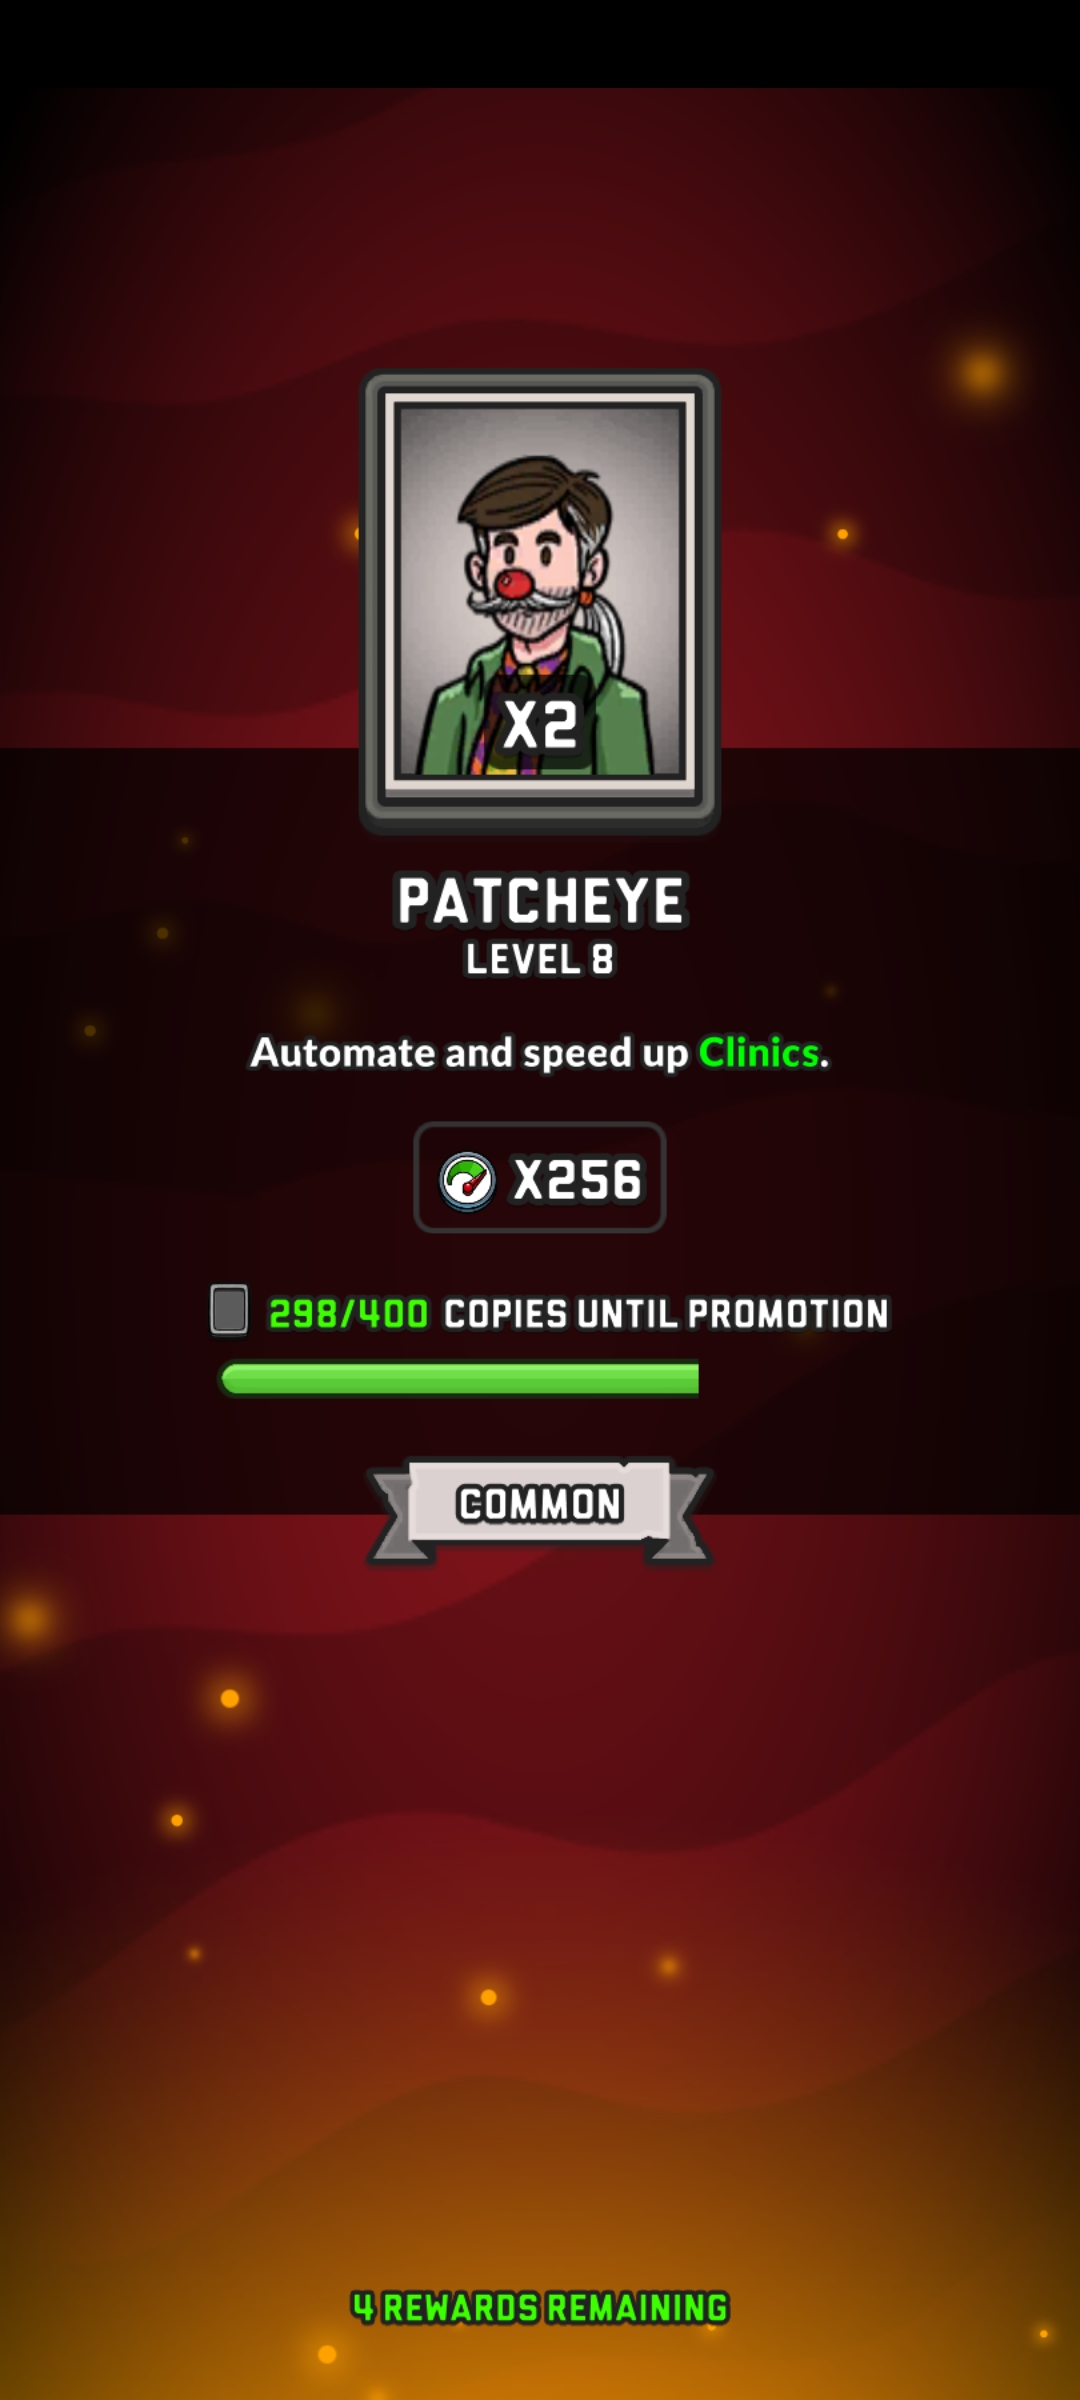 X2
PATCHEYE
LEVEL 8
Automate and speed up Clinics.
X256
298/400 COPIES UNTIL PROMOTION
COMMON
4 REWARDS REMAINING